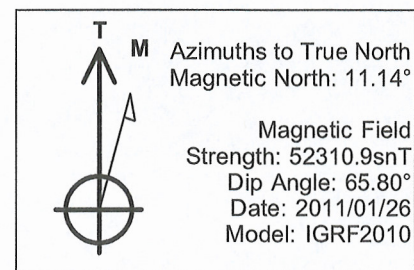 T
M
Azimuths to True North
Magnetic North: 11.14°
Magnetic Field
Strength: 52310.9snT
Dip Angle: 65.80°
Date: 2011/01/26
Model: IGRF2010